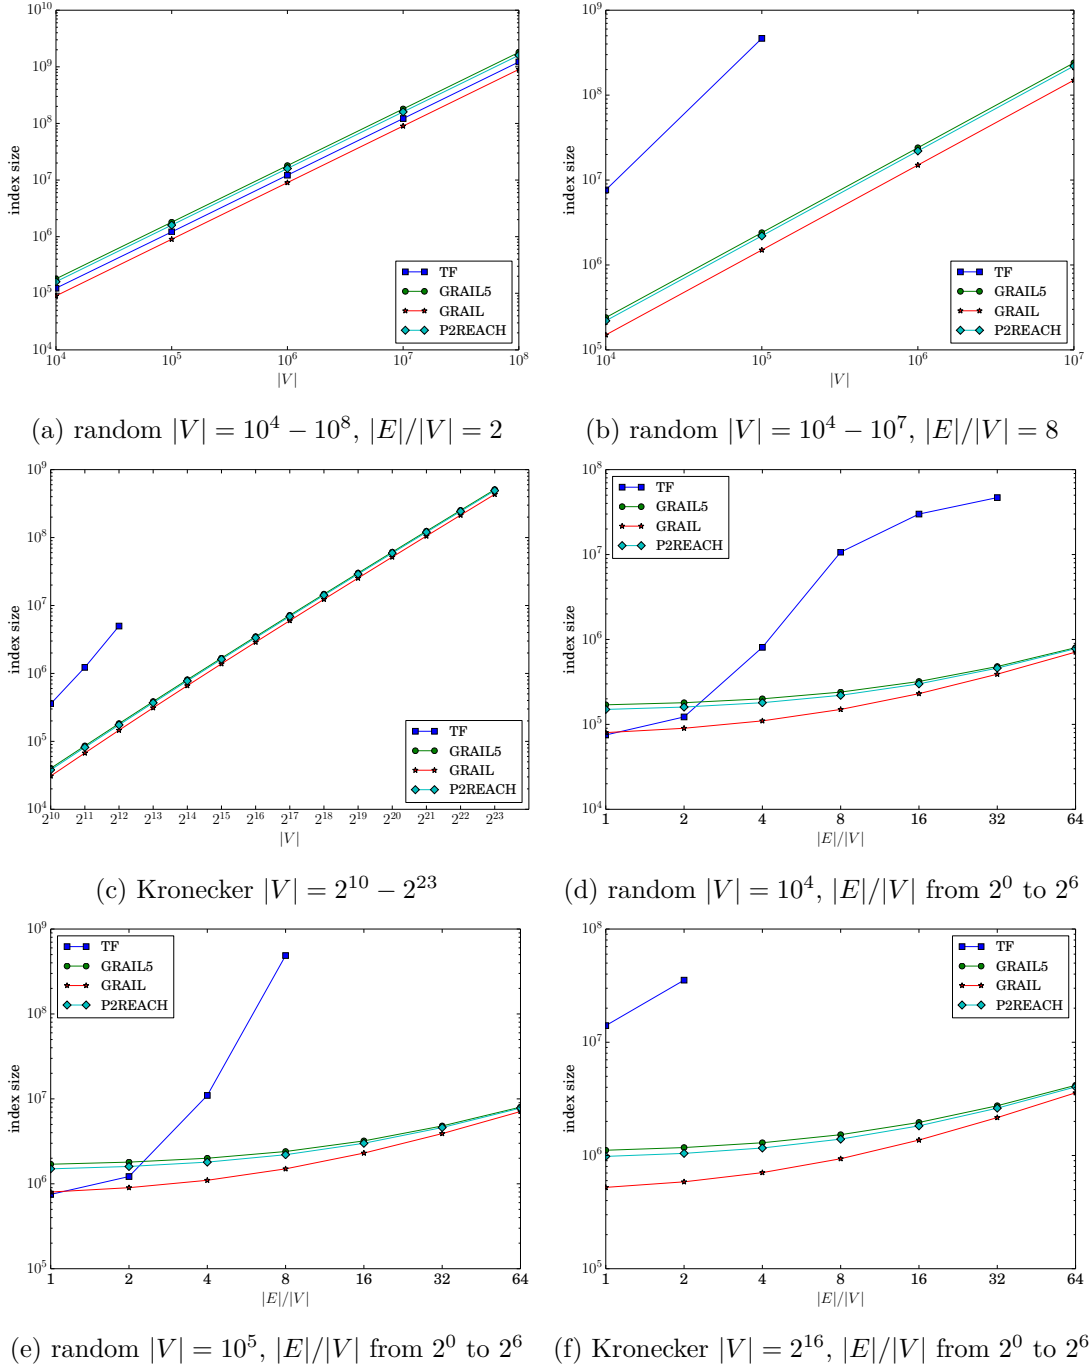 10^10
10^9
10^8
10^7
10^6
10^5
10^4
index size
10^4 10^5 10^6 10^7 10^8
|V|
TF
GRAIL5
GRAIL
P2REACH
(a) random |V| = 10^4 − 10^8, |E|/|V| = 2
10^9
10^8
10^7
10^6
10^5
index size
10^4 10^5 10^6 10^7
|V|
TF
GRAIL5
GRAIL
P2REACH
(b) random |V| = 10^4 − 10^7, |E|/|V| = 8
10^9
10^8
10^7
10^6
10^5
10^4
index size
2^10 2^11 2^12 2^13 2^14 2^15 2^16 2^17 2^18 2^19 2^20 2^21 2^22 2^23
|V|
TF
GRAIL5
GRAIL
P2REACH
(c) Kronecker |V| = 2^10 − 2^23
10^8
10^7
10^6
10^5
10^4
index size
1 2 4 8 16 32 64
|E|/|V|
TF
GRAIL5
GRAIL
P2REACH
(d) random |V| = 10^4, |E|/|V| from 2^0 to 2^6
10^9
10^8
10^7
10^6
10^5
index size
1 2 4 8 16 32 64
|E|/|V|
TF
GRAIL5
GRAIL
P2REACH
(e) random |V| = 10^5, |E|/|V| from 2^0 to 2^6
10^8
10^7
10^6
10^5
index size
1 2 4 8 16 32 64
|E|/|V|
TF
GRAIL5
GRAIL
P2REACH
(f) Kronecker |V| = 2^16, |E|/|V| from 2^0 to 2^6